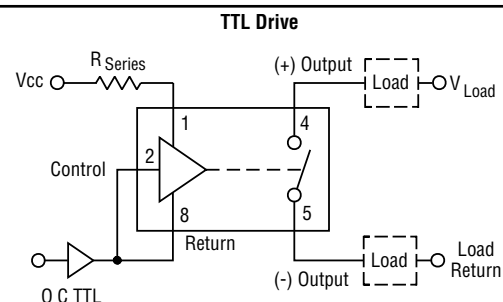 TTL Drive
R Series
Vcc
(+) Output
Load
V Load
1
4
2
Control
8
5
Return
O C TTL
(-) Output
Load
Load
Return